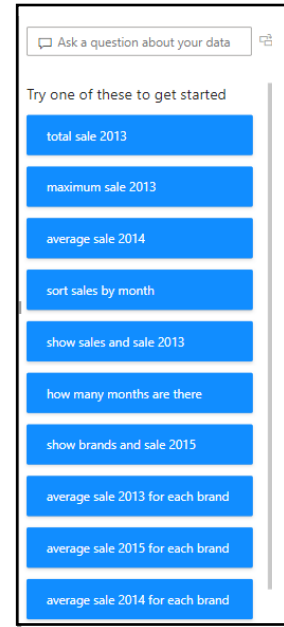 Ask a question about your data
Try one of these to get started
total sale 2013
maximum sale 2013
average sale 2014
sort sales by month
show sales and sale 2013
how many months are there
show brands and sale 2015
average sale 2013 for each brand
average sale 2015 for each brand
average sale 2014 for each brand